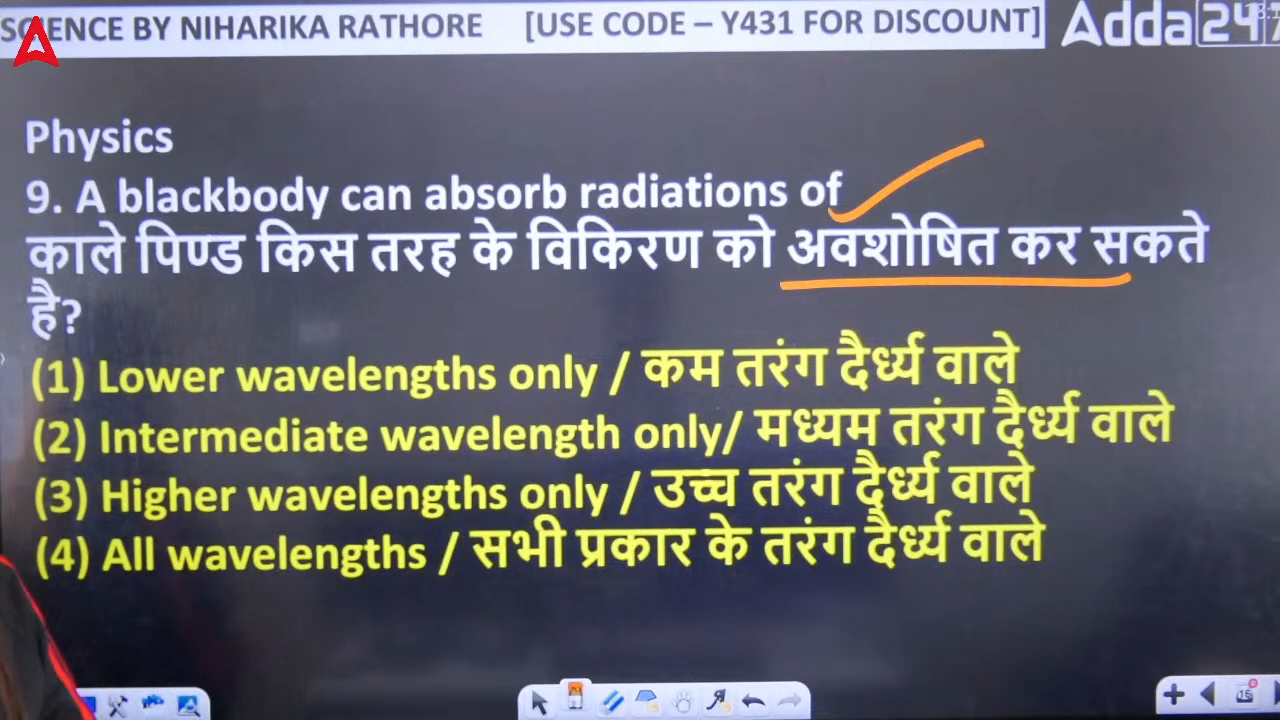 SCIENCE BY NIHARIKA RATHORE [USE CODE – Y431 FOR DISCOUNT] Adda247
Physics
9. A blackbody can absorb radiations of
काले पिण्ड किस तरह के विकिरण को अवशोषित कर सकते
है?
(1) Lower wavelengths only / कम तरंग दैर्ध्य वाले
(2) Intermediate wavelength only/ मध्यम तरंग दैर्ध्य वाले
(3) Higher wavelengths only / उच्च तरंग दैर्ध्य वाले
(4) All wavelengths / सभी प्रकार के तरंग दैर्ध्य वाले
16